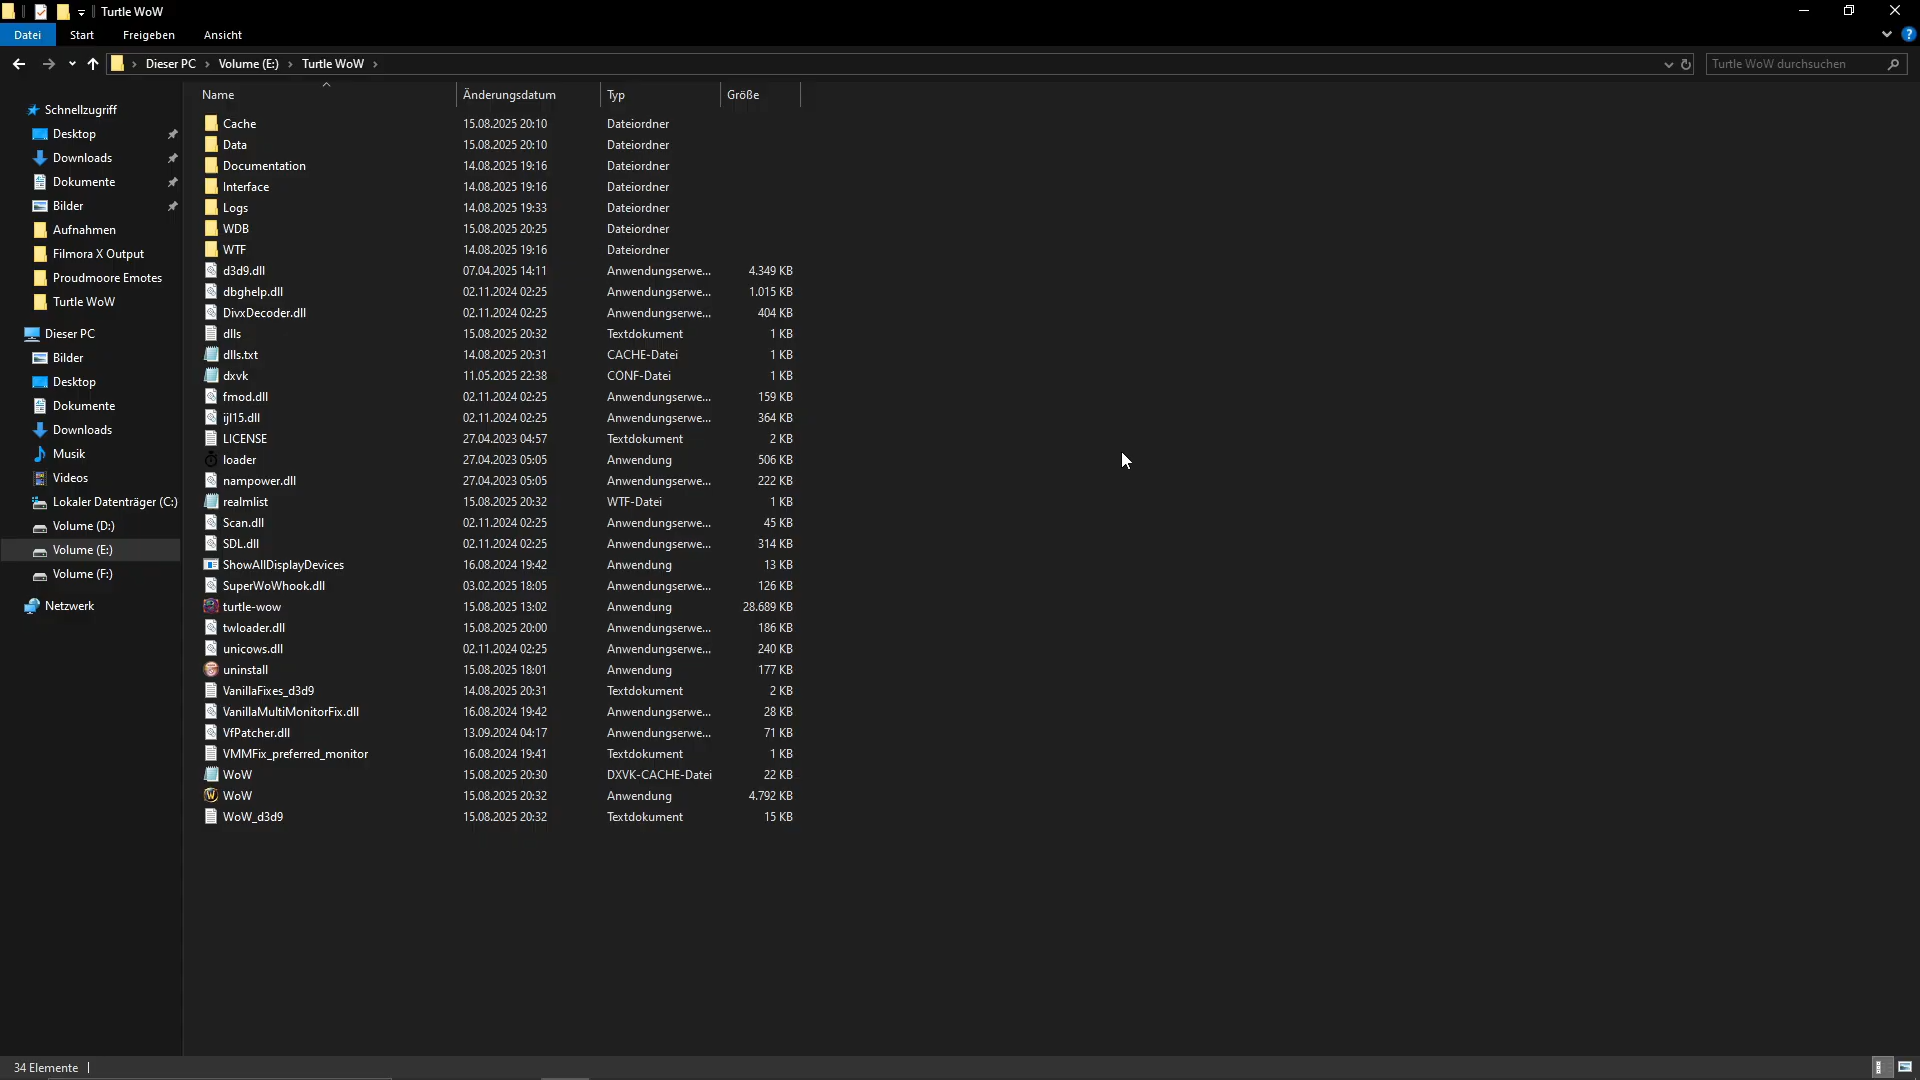 Turtle WoW
Datei Start Freigeben Ansicht
Dieser PC Volume (E:) Turtle WoW
Turtle WoW durchsuchen
Name Änderungsdatum Typ Größe
Schnellzugriff
Desktop
Downloads
Dokumente
Bilder
Aufnahmen
Filmora X Output
Proudmoore Emotes
Turtle WoW
Dieser PC
Bilder
Desktop
Dokumente
Downloads
Musik
Videos
Lokaler Datenträger (C:)
Volume (D:)
Volume (E:)
Volume (F:)
Netzwerk
Cache 15.08.2025 20:10 Dateiordner
Data 15.08.2025 20:10 Dateiordner
Documentation 14.08.2025 19:16 Dateiordner
Interface 14.08.2025 19:16 Dateiordner
Logs 14.08.2025 19:33 Dateiordner
WDB 15.08.2025 20:25 Dateiordner
WTF 14.08.2025 19:16 Dateiordner
d3d9.dll 07.04.2025 14:11 Anwendungserwe... 4.349 KB
dbghelp.dll 02.11.2024 02:25 Anwendungserwe... 1.015 KB
DivxDecoder.dll 02.11.2024 02:25 Anwendungserwe... 404 KB
dlls 15.08.2025 20:32 Textdokument 1 KB
dlls.txt 14.08.2025 20:31 CACHE-Datei 1 KB
dxvk 11.05.2025 22:38 CONF-Datei 1 KB
fmod.dll 02.11.2024 02:25 Anwendungserwe... 159 KB
ijl15.dll 02.11.2024 02:25 Anwendungserwe... 364 KB
LICENSE 27.04.2023 04:57 Textdokument 2 KB
loader 27.04.2023 05:05 Anwendung 506 KB
nampower.dll 27.04.2023 05:05 Anwendungserwe... 222 KB
realmlist 15.08.2025 20:32 WTF-Datei 1 KB
Scan.dll 02.11.2024 02:25 Anwendungserwe... 45 KB
SDL.dll 02.11.2024 02:25 Anwendungserwe... 314 KB
ShowAllDisplayDevices 16.08.2024 19:42 Anwendung 13 KB
SuperWoWhook.dll 03.02.2025 18:05 Anwendungserwe... 126 KB
turtle-wow 15.08.2025 13:02 Anwendung 28.689 KB
twloader.dll 15.08.2025 20:00 Anwendungserwe... 186 KB
unicows.dll 02.11.2024 02:25 Anwendungserwe... 240 KB
uninstall 15.08.2025 18:01 Anwendung 177 KB
VanillaFixes_d3d9 14.08.2025 20:31 Textdokument 2 KB
VanillaMultiMonitorFix.dll 16.08.2024 19:42 Anwendungserwe... 28 KB
VfPatcher.dll 13.09.2024 04:17 Anwendungserwe... 71 KB
VMMFix_preferred_monitor 16.08.2024 19:41 Textdokument 1 KB
WoW 15.08.2025 20:30 DXVK-CACHE-Datei 22 KB
WoW 15.08.2025 20:32 Anwendung 4.792 KB
WoW_d3d9 15.08.2025 20:32 Textdokument 15 KB
34 Elemente